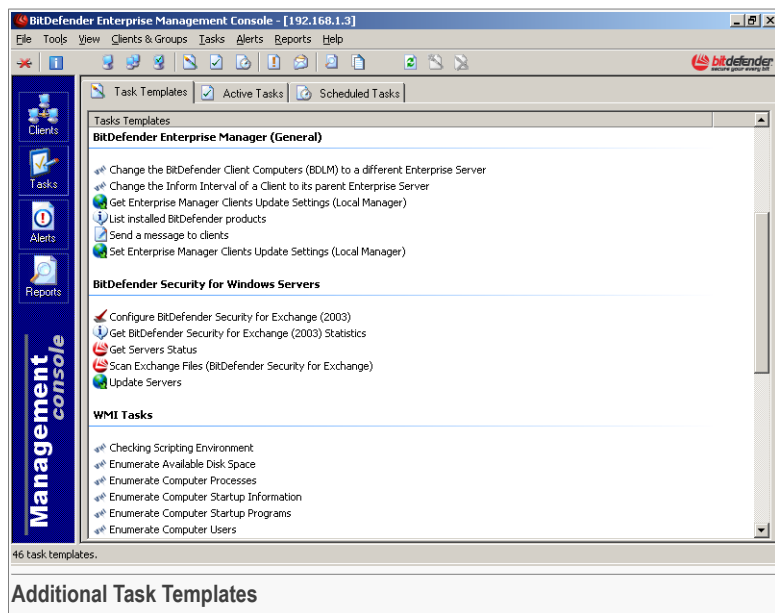 BitDefender Enterprise Management Console - [192.168.1.3]
File Tools View Clients & Groups Tasks Alerts Reports Help
bitdefender
secure your every bit
Clients
Tasks
Alerts
Reports
Management
console
Task Templates Active Tasks Scheduled Tasks
Tasks Templates
BitDefender Enterprise Manager (General)
Change the BitDefender Client Computers (BDLM) to a different Enterprise Server
Change the Inform Interval of a Client to its parent Enterprise Server
Get Enterprise Manager Clients Update Settings (Local Manager)
List installed BitDefender products
Send a message to clients
Set Enterprise Manager Clients Update Settings (Local Manager)
BitDefender Security for Windows Servers
Configure BitDefender Security for Exchange (2003)
Get BitDefender Security for Exchange (2003) Statistics
Get Servers Status
Scan Exchange Files (BitDefender Security for Exchange)
Update Servers
WMI Tasks
Checking Scripting Environment
Enumerate Available Disk Space
Enumerate Computer Processes
Enumerate Computer Startup Information
Enumerate Computer Startup Programs
Enumerate Computer Users
46 task templates.
Additional Task Templates